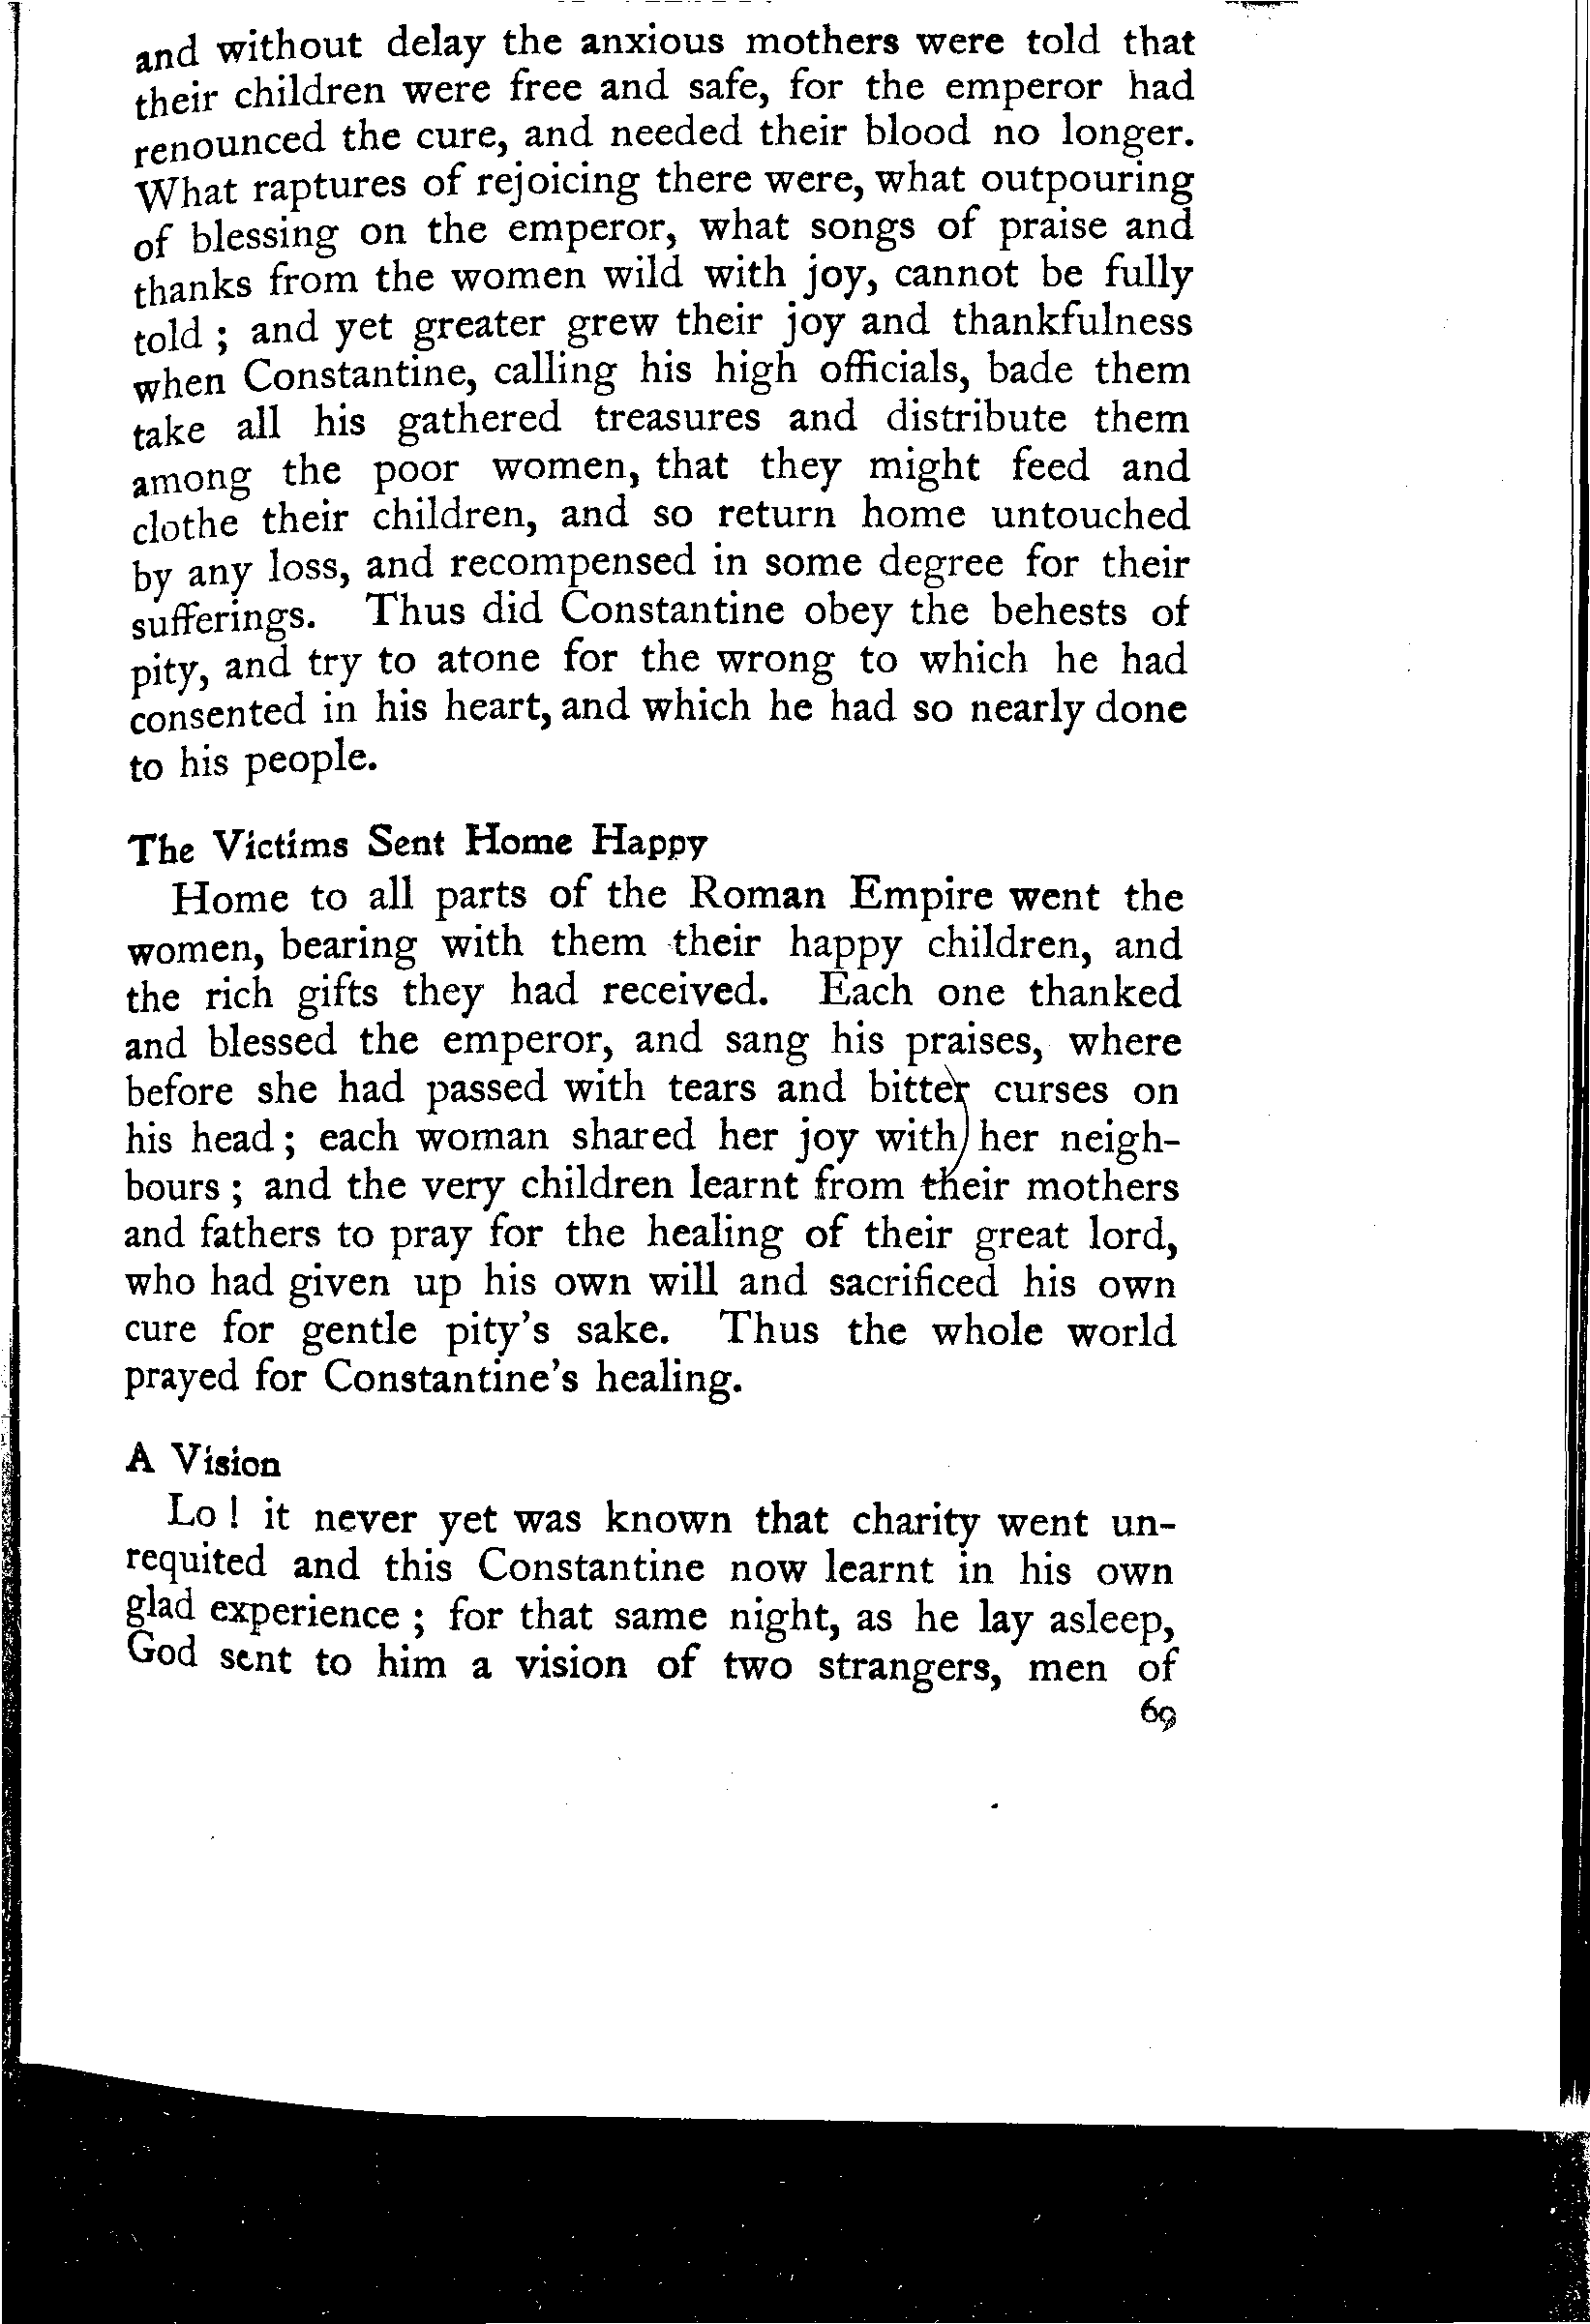 and without delay the anxious mothers were told that
their children were free and safe, for the emperor had
renounced the cure, and needed their blood no longer.
What raptures of rejoicing there were, what outpouring
of blessing on the emperor, what songs of praise and
thanks from the women wild with joy, cannot be fully
told ; and yet greater grew their joy and thankfulness
when Constantine, calling his high officials, bade them
take all his gathered treasures and distribute them
among the poor women, that they might feed and
clothe their children, and so return home untouched
by any loss, and recompensed in some degree for their
sufferings. Thus did Constantine obey the behests of
pity, and try to atone for the wrong to which he had
consented in his heart, and which he had so nearly done
to his people.
The Victims Sent Home Happy
Home to all parts of the Roman Empire went the
women, bearing with them their happy children, and
the rich gifts they had received. Each one thanked
and blessed the emperor, and sang his praises, where
before she had passed with tears and bitter curses on
his head ; each woman shared her joy with her neigh-
bours ; and the very children learnt from their mothers
and fathers to pray for the healing of their great lord,
who had given up his own will and sacrificed his own
cure for gentle pity's sake. Thus the whole world
prayed for Constantine's healing.
A Vision
Lo ! it never yet was known that charity went un-
requited and this Constantine now learnt in his own
glad experience ; for that same night, as he lay asleep,
God sent to him a vision of two strangers, men of
69